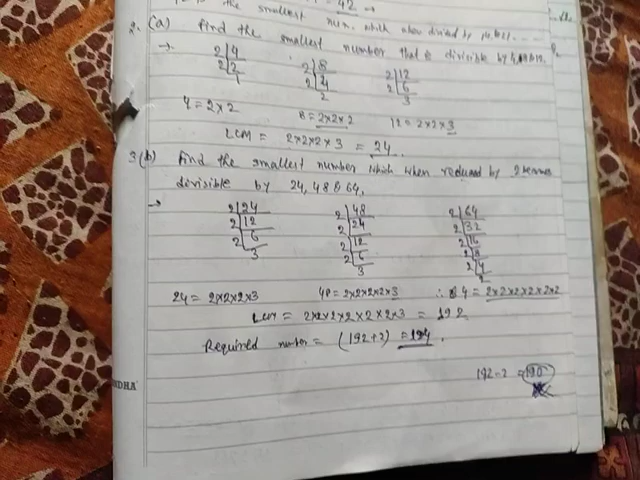 42
is the smallest num. which when divided by
2. (a) Find the smallest number that is divisible by 4,
→ 2|4 2|8 2|12
2|2 2|4 2|6
1 2 3
4 = 2×2 8 = 2×2×2 12 = 2×2×3
LCM = 2×2×2×3 = 24
3(b) Find the smallest number which when reduced by 2 becomes
divisible by 24, 48 & 64.
→ 2|24 2|48 2|64
2|12 2|24 2|32
2|6 2|12 2|16
3 2|6 2|8
3 2|4
2
24 = 2×2×2×3 48 = 2×2×2×2×3 ∴ 64 = 2×2×2×2×2×2
LCM = 2×2×2×2×2×2×3 = 192
Required number = (192+2) = 194.
192-2 = 190
NDHA